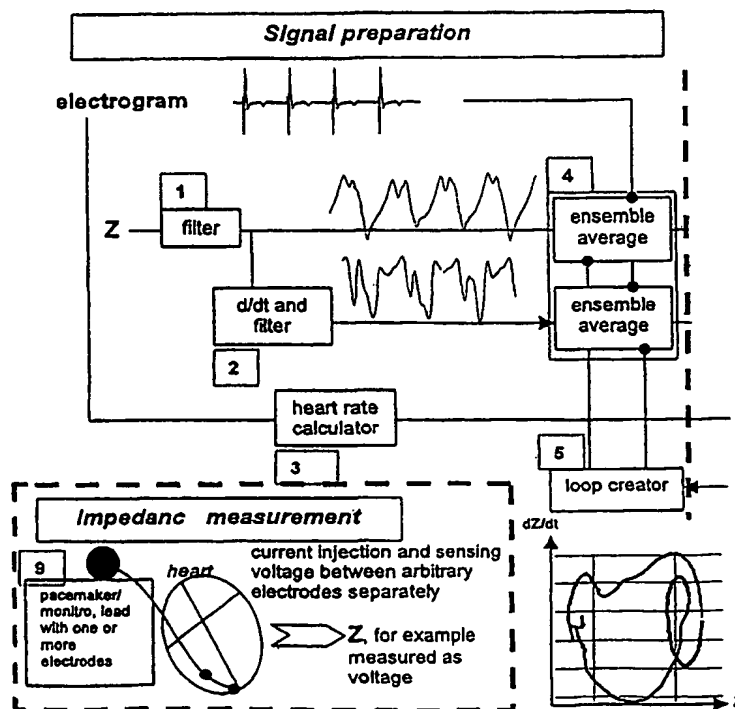 Signal preparation
electrogram
1
4
Z
filter
ensemble
average
d/dt and
filter
ensemble
average
2
heart rate
calculator
3
5
loop creator
Impedanc measurement
dZ/dt
9
heart
current injection and sensing
voltage between arbitrary
electrodes separately
pacemaker/
monitro, lead
with one or
more
electrodes
Z, for example
measured as
voltage